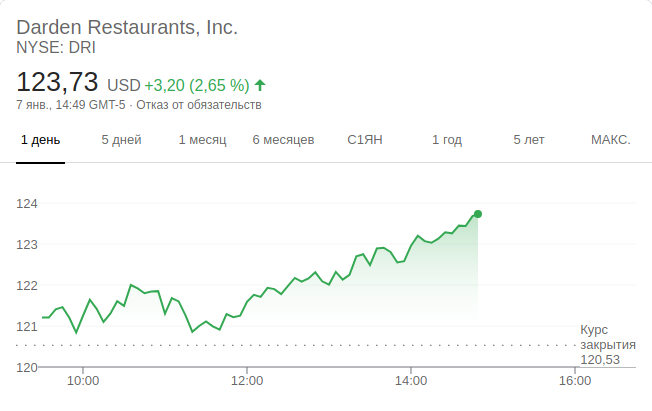 Darden Restaurants, Inc.
NYSE: DRI
123,73 USD +3,20 (2,65 %)
7 янв., 14:49 GMT-5 · Отказ от обязательств
1 день 5 дней 1 месяц 6 месяцев С1ЯН 1 год 5 лет МАКС.
124
123
122
121
Курс
закрытия
120,53
120
10:00 12:00 14:00 16:00